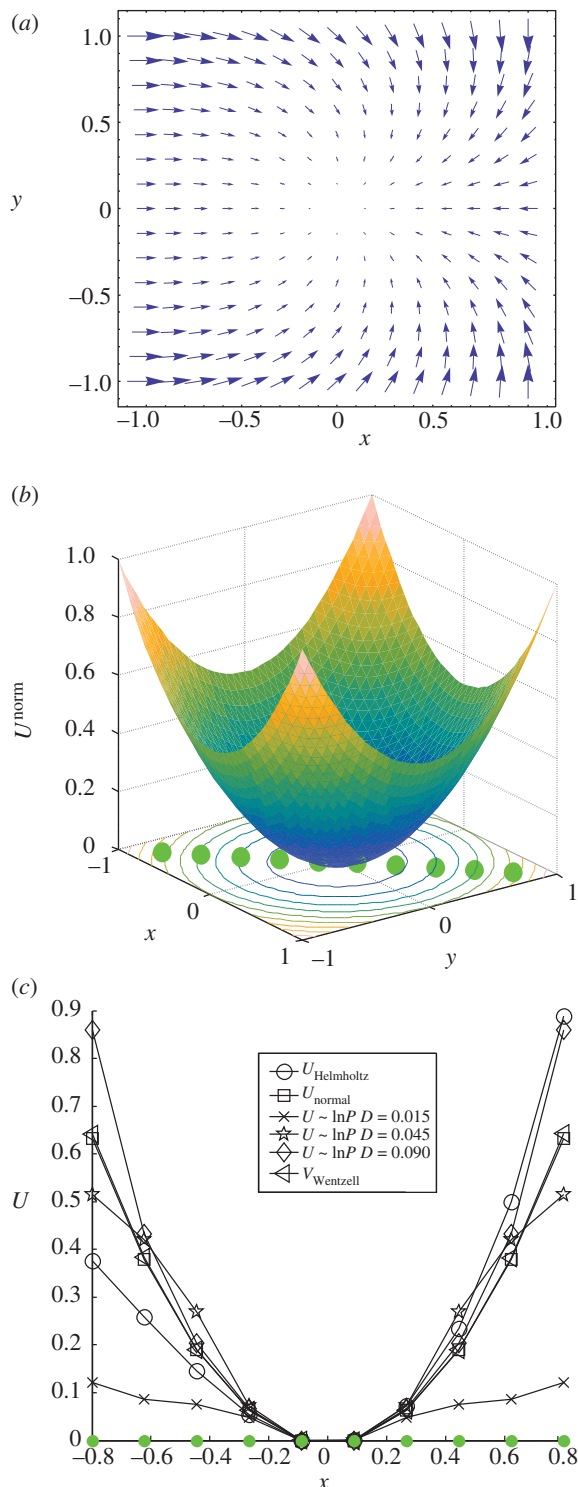 (a)
1.0
0.5
y
0
−0.5
−1.0
−1.0 −0.5 0 0.5 1.0
x
(b)
1.0
0.8
0.6
U^norm
0.4
0.2
0
−1
0
x
1
−1
0
y
1
(c)
0.9
0.8
0.7
0.6
U
0.5
0.4
0.3
0.2
0.1
0
U_Helmholtz
U_normal
U ~ lnP D = 0.015
U ~ lnP D = 0.045
U ~ lnP D = 0.090
V_Wentzell
−0.8 −0.6 −0.4 −0.2 0 0.2 0.4 0.6 0.8
x